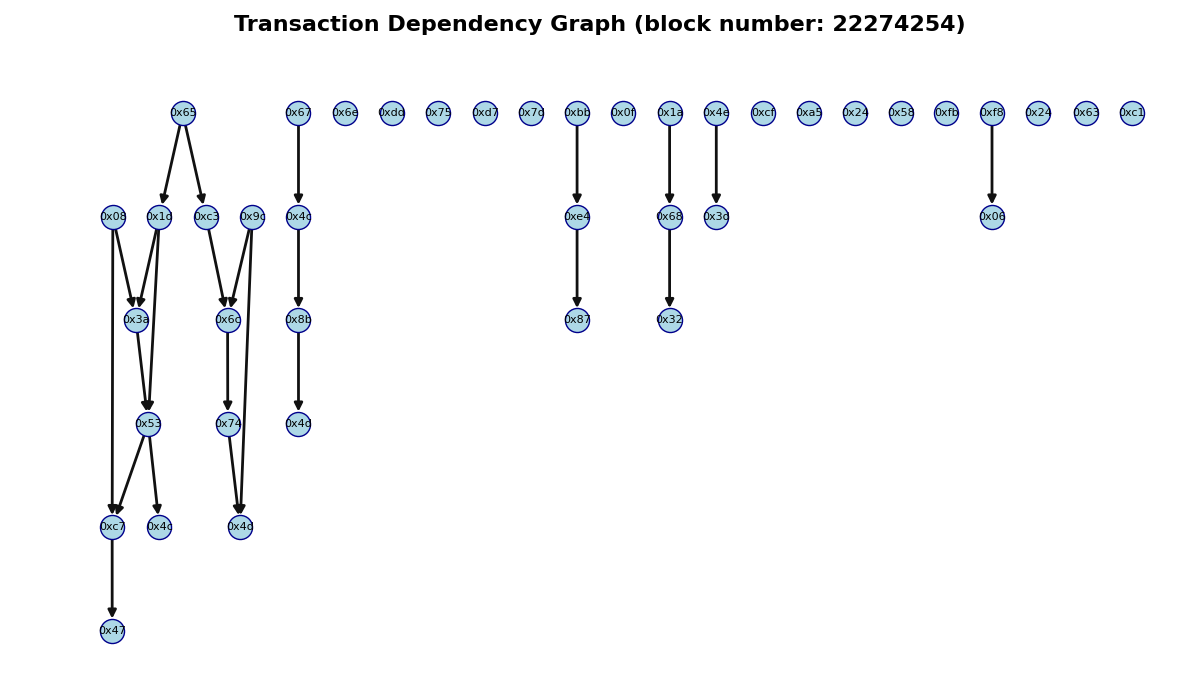 Transaction Dependency Graph (block number: 22274254)
0x65 0x67 0x6e 0xdd 0x75 0xd7 0x7d 0xbb 0x0f 0x1a 0x4e 0xcf 0xa5 0x24 0x58 0xfb 0xf8 0x24 0x63 0xc1
0x08 0x1d 0xc3 0x9c 0x4c 0xe4 0x68 0x3d 0x06
0x3a 0x6c 0x8b 0x87 0x32
0x53 0x74 0x4d
0xc7 0x4c 0x4d
0x47